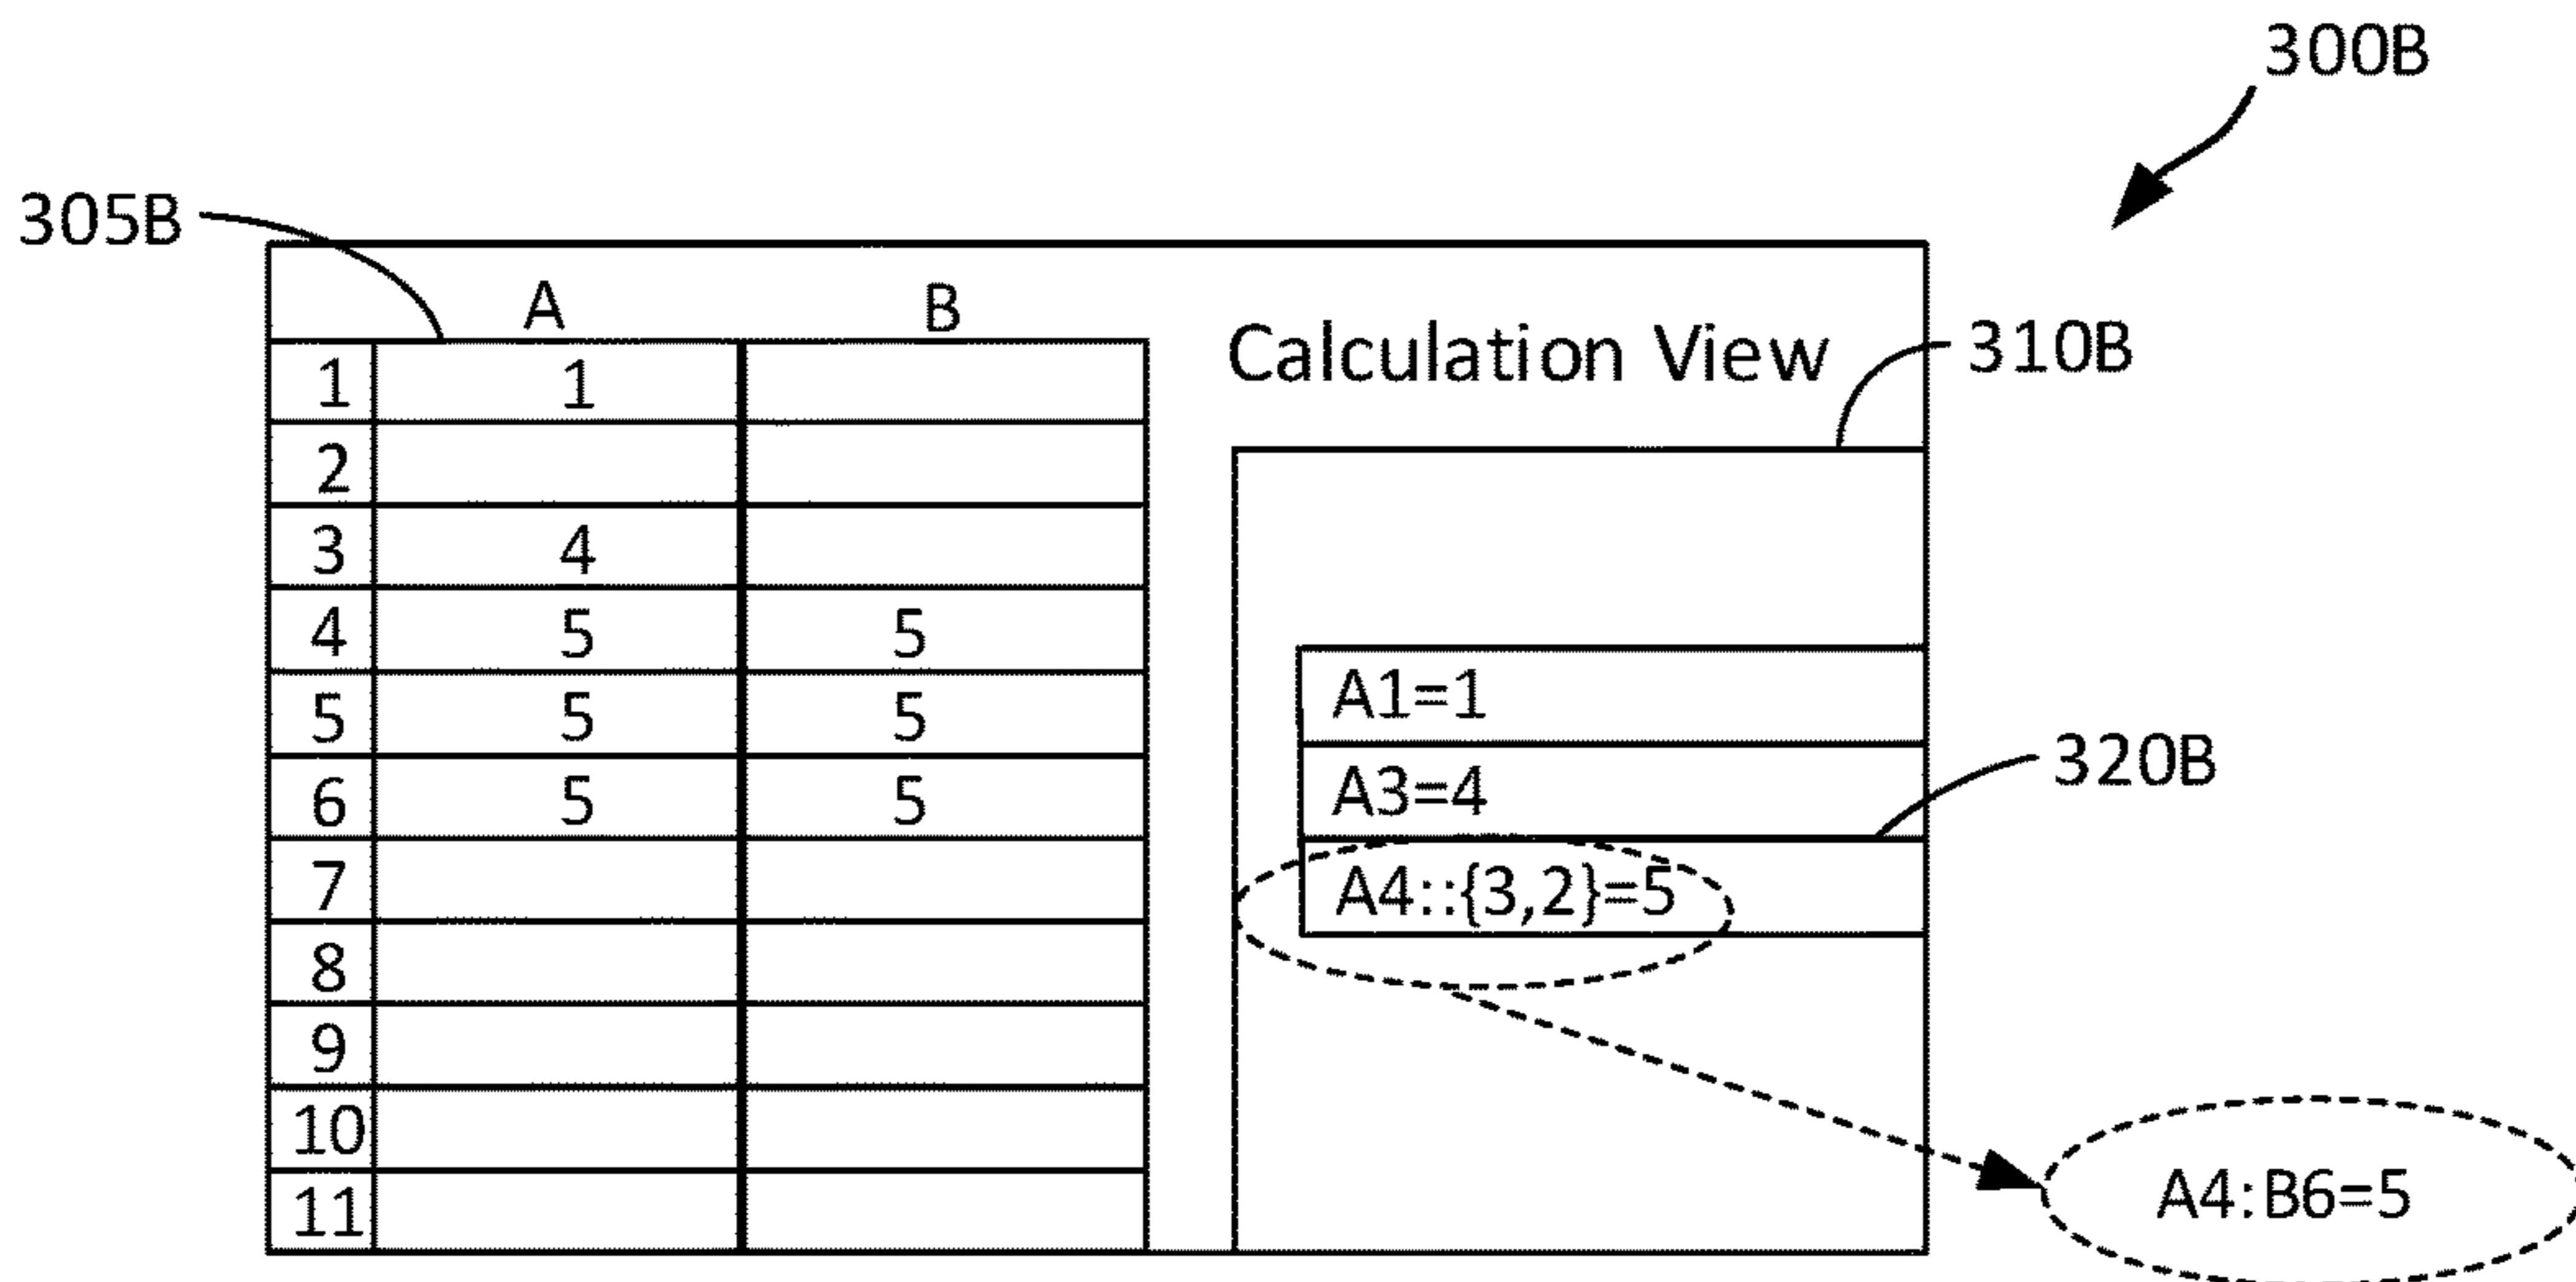 300B
305B
A B
Calculation View
310B
1 1
2
3 4
4 5 5
5 5 5
6 5 5
7
8
9
10
11
A1=1
A3=4
320B
A4::{3,2}=5
A4:B6=5